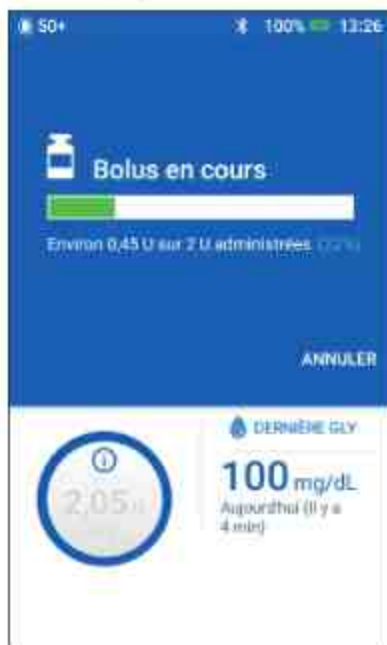 50+ 100% 13:26
Bolus en cours
Environ 0,45 U sur 2 U administrées
ANNULER
DERNIÈRE GLY
2,05
100 mg/dL
Aujourd'hui (Il y a
4 min)